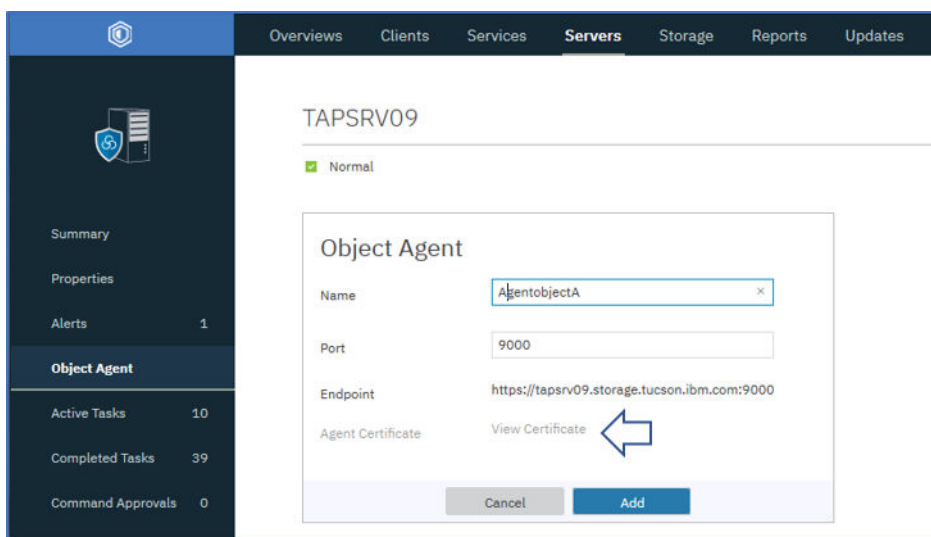 Overviews Clients Services Servers Storage Reports Updates
TAPSRV09
Normal
Summary
Properties
Alerts 1
Object Agent
Active Tasks 10
Completed Tasks 39
Command Approvals 0
Object Agent
Name AgentobjectA ×
Port 9000
Endpoint https://tapsrv09.storage.tucson.ibm.com:9000
Agent Certificate View Certificate
Cancel Add